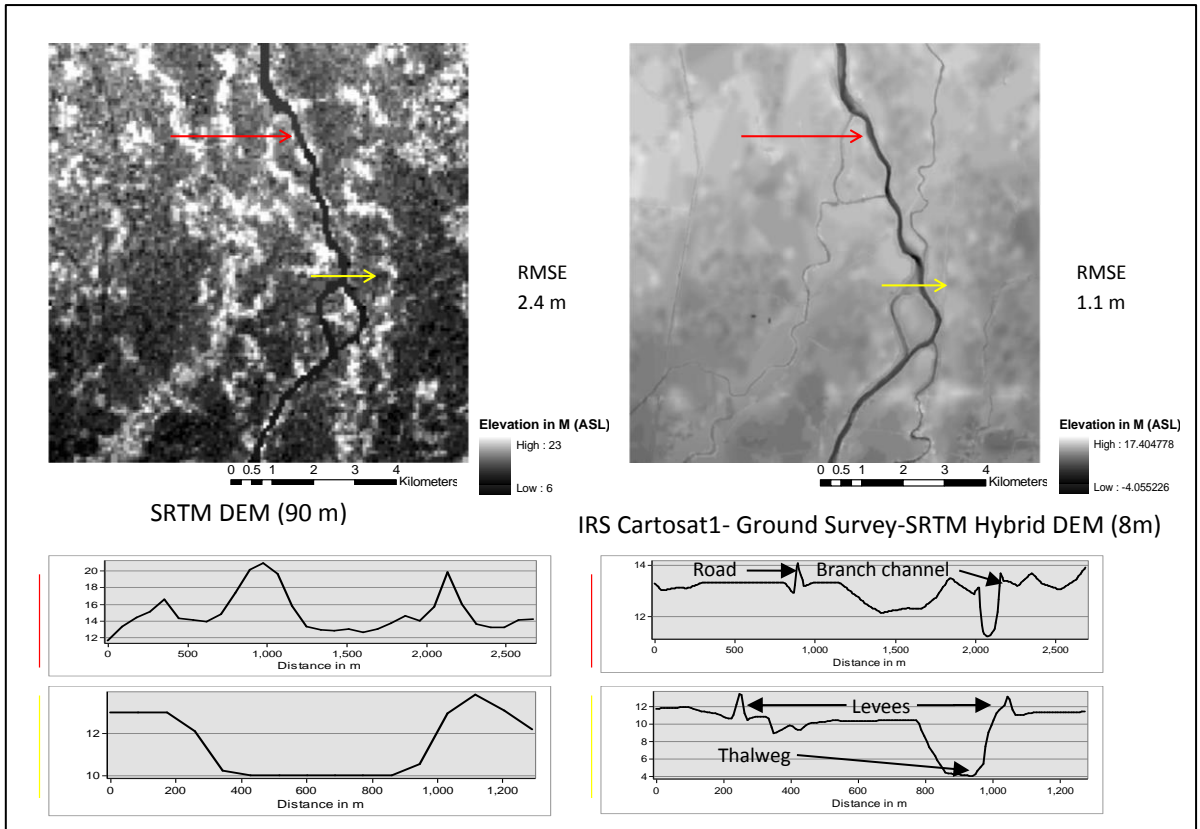 RMSE
2.4 m
Elevation in M (ASL)
High : 23
Low : 6
0 0.5 1 2 3 4
Kilometers
SRTM DEM (90 m)
RMSE
1.1 m
Elevation in M (ASL)
High : 17.404778
Low : -4.055226
0 0.5 1 2 3 4
Kilometers
IRS Cartosat1- Ground Survey-SRTM Hybrid DEM (8m)
20
18
16
14
12
0 500 1,000 1,500 2,000 2,500
Distance in m
14
12
Road
Branch channel
0 500 1,000 1,500 2,000 2,500
Distance in m
12
10
0 200 400 600 800 1,000 1,200
Distance in m
12
10
8
6
4
Levees
Thalweg
0 200 400 600 800 1,000 1,200
Distance in m